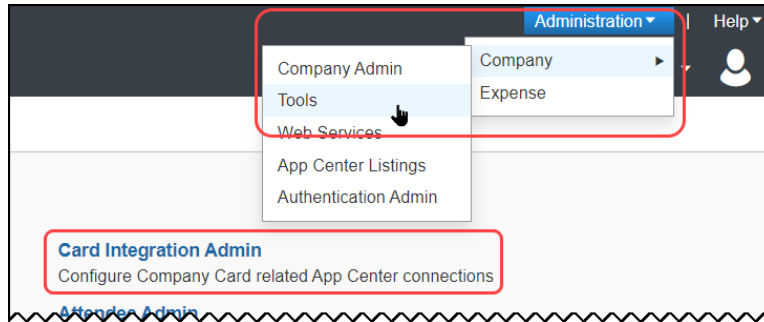 Administration ▾ | Help ▾
Company Admin
Company ▸
Tools
Expense
Web Services
App Center Listings
Authentication Admin
Card Integration Admin
Configure Company Card related App Center connections
Attendee Admin